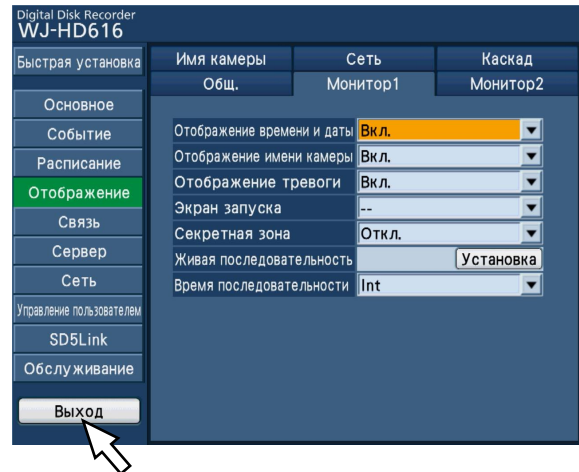 Digital Disk Recorder
WJ-HD616
Быстрая установка
Основное
Событие
Расписание
Отображение
Связь
Сервер
Сеть
Управление пользователем
SD5Link
Обслуживание
Выход
Имя камеры Сеть Каскад
Общ. Монитор1 Монитор2
Отображение времени и даты Вкл.
Отображение имени камеры Вкл.
Отображение тревоги Вкл.
Экран запуска --
Секретная зона Откл.
Живая последовательность Установка
Время последовательности Int